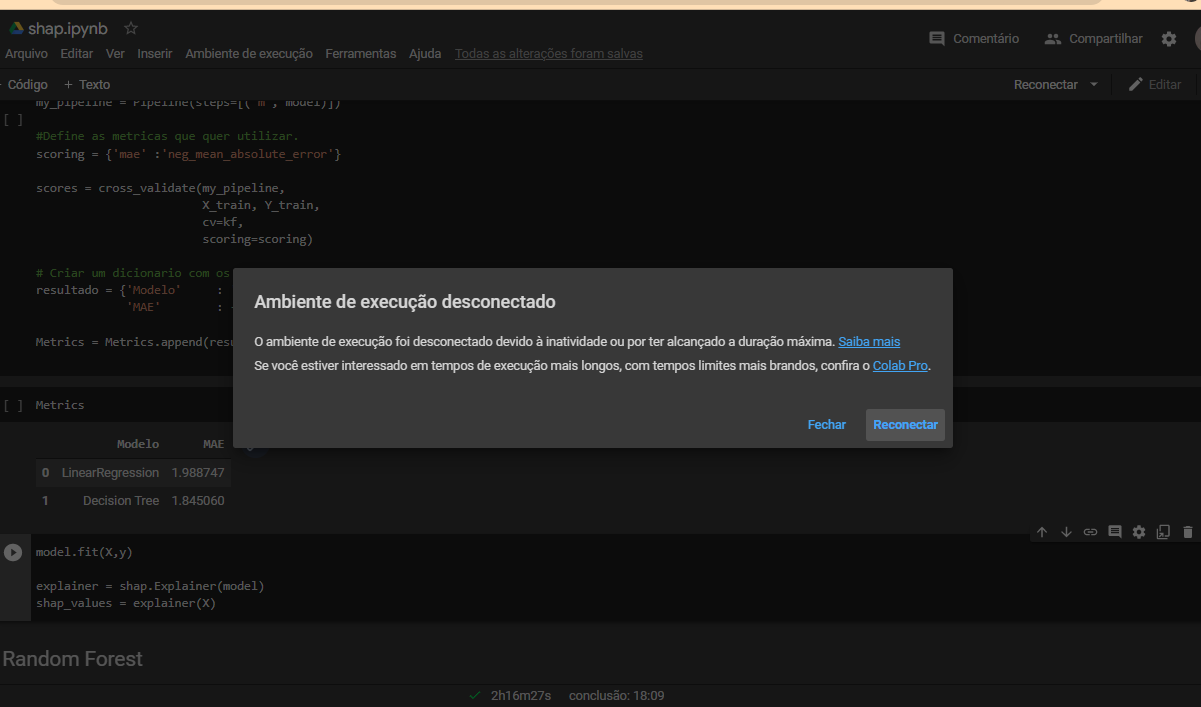 shap.ipynb
Comentário Compartilhar
Arquivo Editar Ver Inserir Ambiente de execução Ferramentas Ajuda Todas as alterações foram salvas
Código + Texto Reconectar Editar
my_pipeline = Pipeline(steps=[('m', model)])
[ ]
#Define as metricas que quer utilizar.
scoring = {'mae' :'neg_mean_absolute_error'}
scores = cross_validate(my_pipeline,
X_train, Y_train,
cv=kf,
scoring=scoring)
# Criar um dicionario com os
resultado = {'Modelo' :
'MAE' :
Metrics = Metrics.append(resu
Ambiente de execução desconectado
O ambiente de execução foi desconectado devido à inatividade ou por ter alcançado a duração máxima. Saiba mais
Se você estiver interessado em tempos de execução mais longos, com tempos limites mais brandos, confira o Colab Pro.
Fechar Reconectar
[ ] Metrics
Modelo MAE
0 LinearRegression 1.988747
1 Decision Tree 1.845060
model.fit(X,y)
explainer = shap.Explainer(model)
shap_values = explainer(X)
Random Forest
2h16m27s conclusão: 18:09